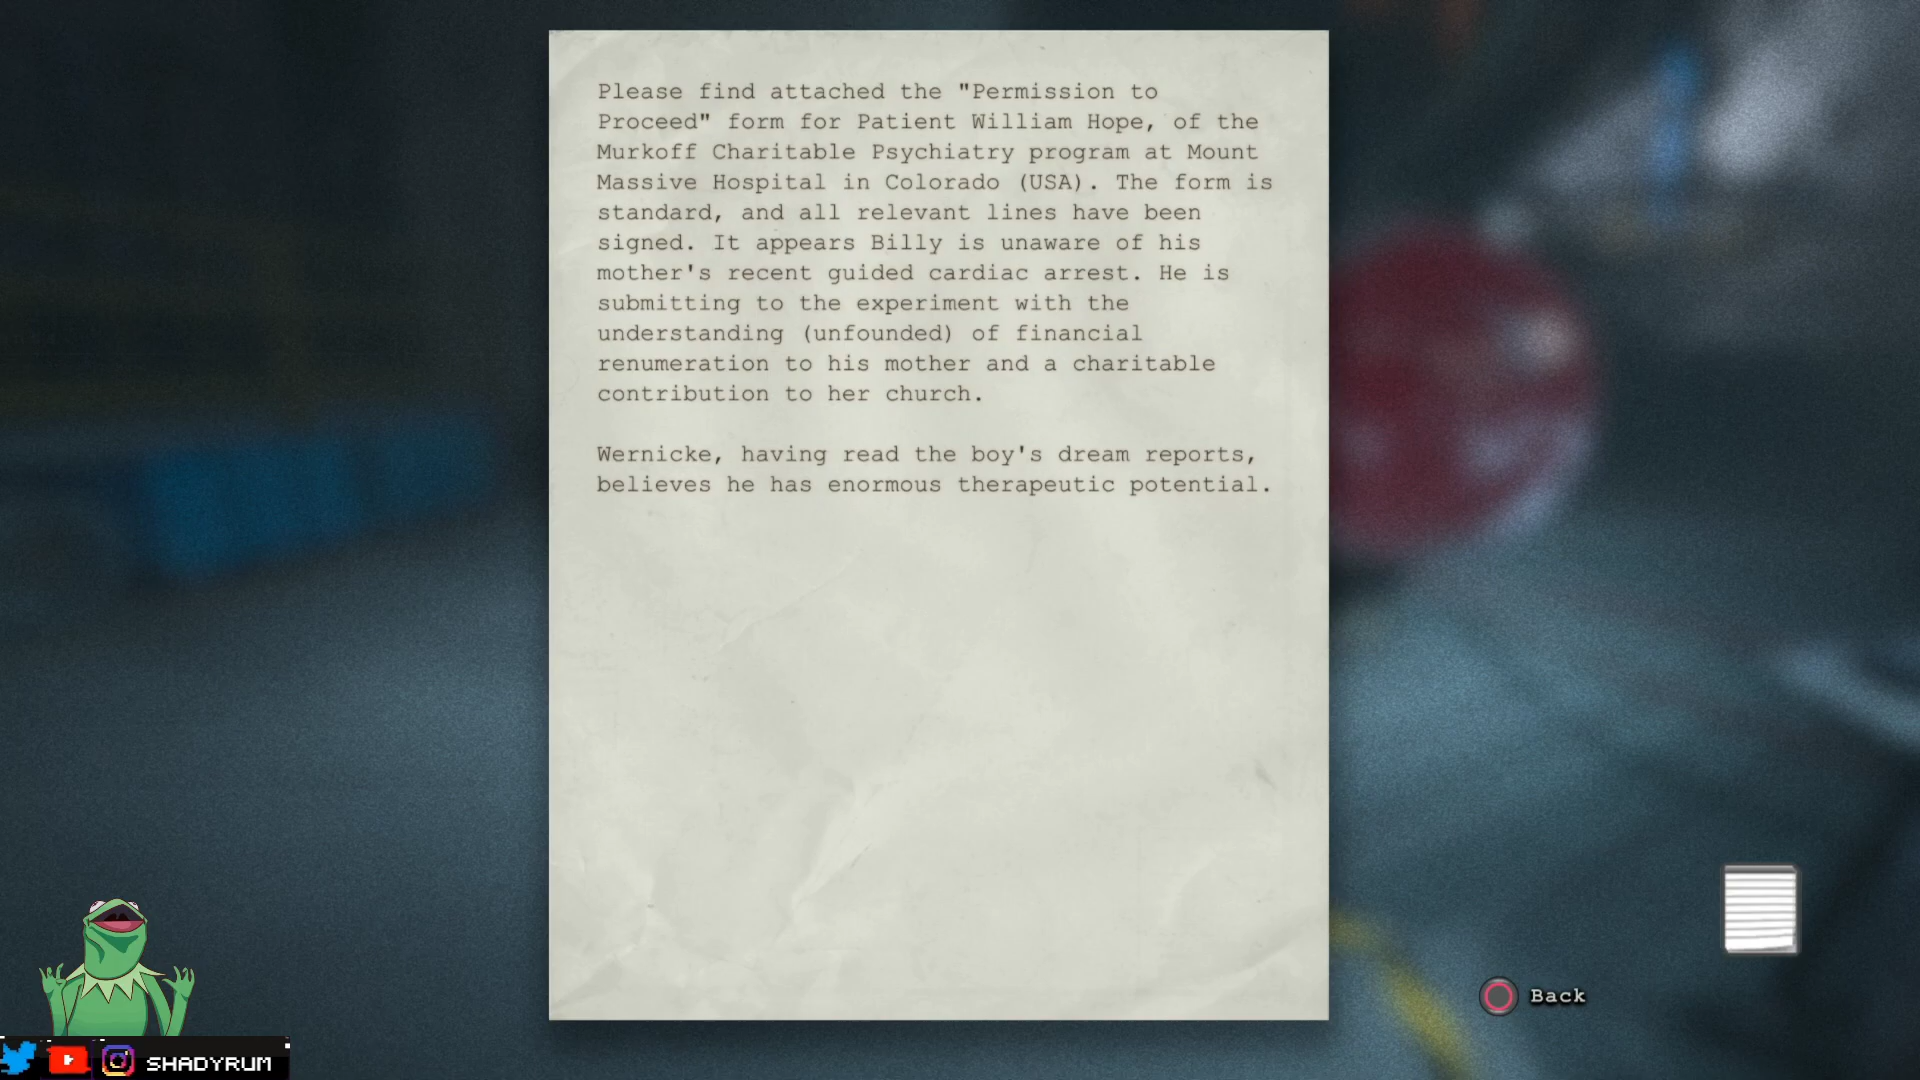 Please find attached the "Permission to
Proceed" form for Patient William Hope, of the
Murkoff Charitable Psychiatry program at Mount
Massive Hospital in Colorado (USA). The form is
standard, and all relevant lines have been
signed. It appears Billy is unaware of his
mother's recent guided cardiac arrest. He is
submitting to the experiment with the
understanding (unfounded) of financial
renumeration to his mother and a charitable
contribution to her church.
Wernicke, having read the boy's dream reports,
believes he has enormous therapeutic potential.
Back
SHADYRUM